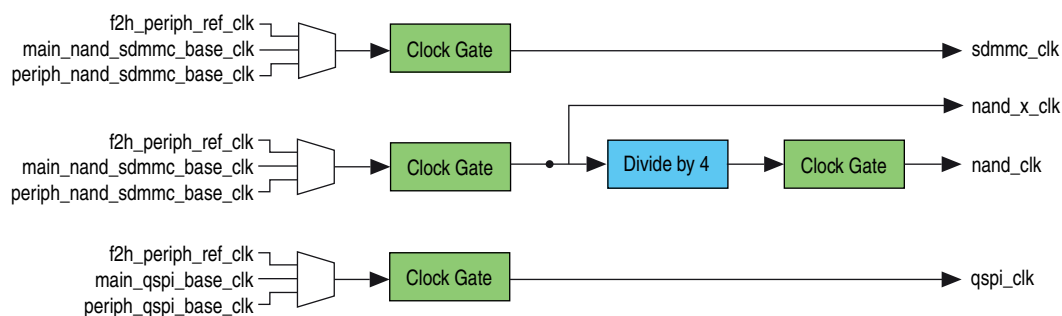 f2h_periph_ref_clk
main_nand_sdmmc_base_clk
periph_nand_sdmmc_base_clk
Clock Gate
sdmmc_clk
nand_x_clk
f2h_periph_ref_clk
main_nand_sdmmc_base_clk
periph_nand_sdmmc_base_clk
Clock Gate
Divide by 4
Clock Gate
nand_clk
f2h_periph_ref_clk
main_qspi_base_clk
periph_qspi_base_clk
Clock Gate
qspi_clk